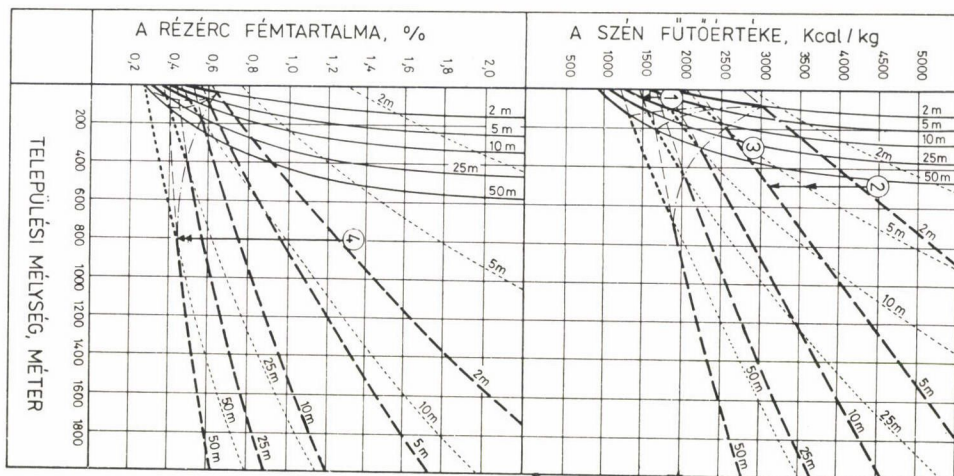 A RÉZÉRC FÉMTARTALMA, %
0,2
0,4
0,6
0,8
1,0
1,2
1,4
1,6
1,8
2,0
A SZÉN FŰTŐÉRTÉKE, Kcal/kg
500
1000
1500
2000
2500
3000
3500
4000
4500
5000
TELEPÜLÉSI MÉLYSÉG, MÉTER
200
400
600
800
1000
1200
1400
1600
1800
2m
2 m
5 m
10 m
25 m
50 m
5m
4
2m
10m
5m
25m
10m
50m
25m
50m
1
2 m
5 m
10 m
25m
50 m
2m
3
2
2m
5m
10m
5m
50m
25m
10m
25m
50m